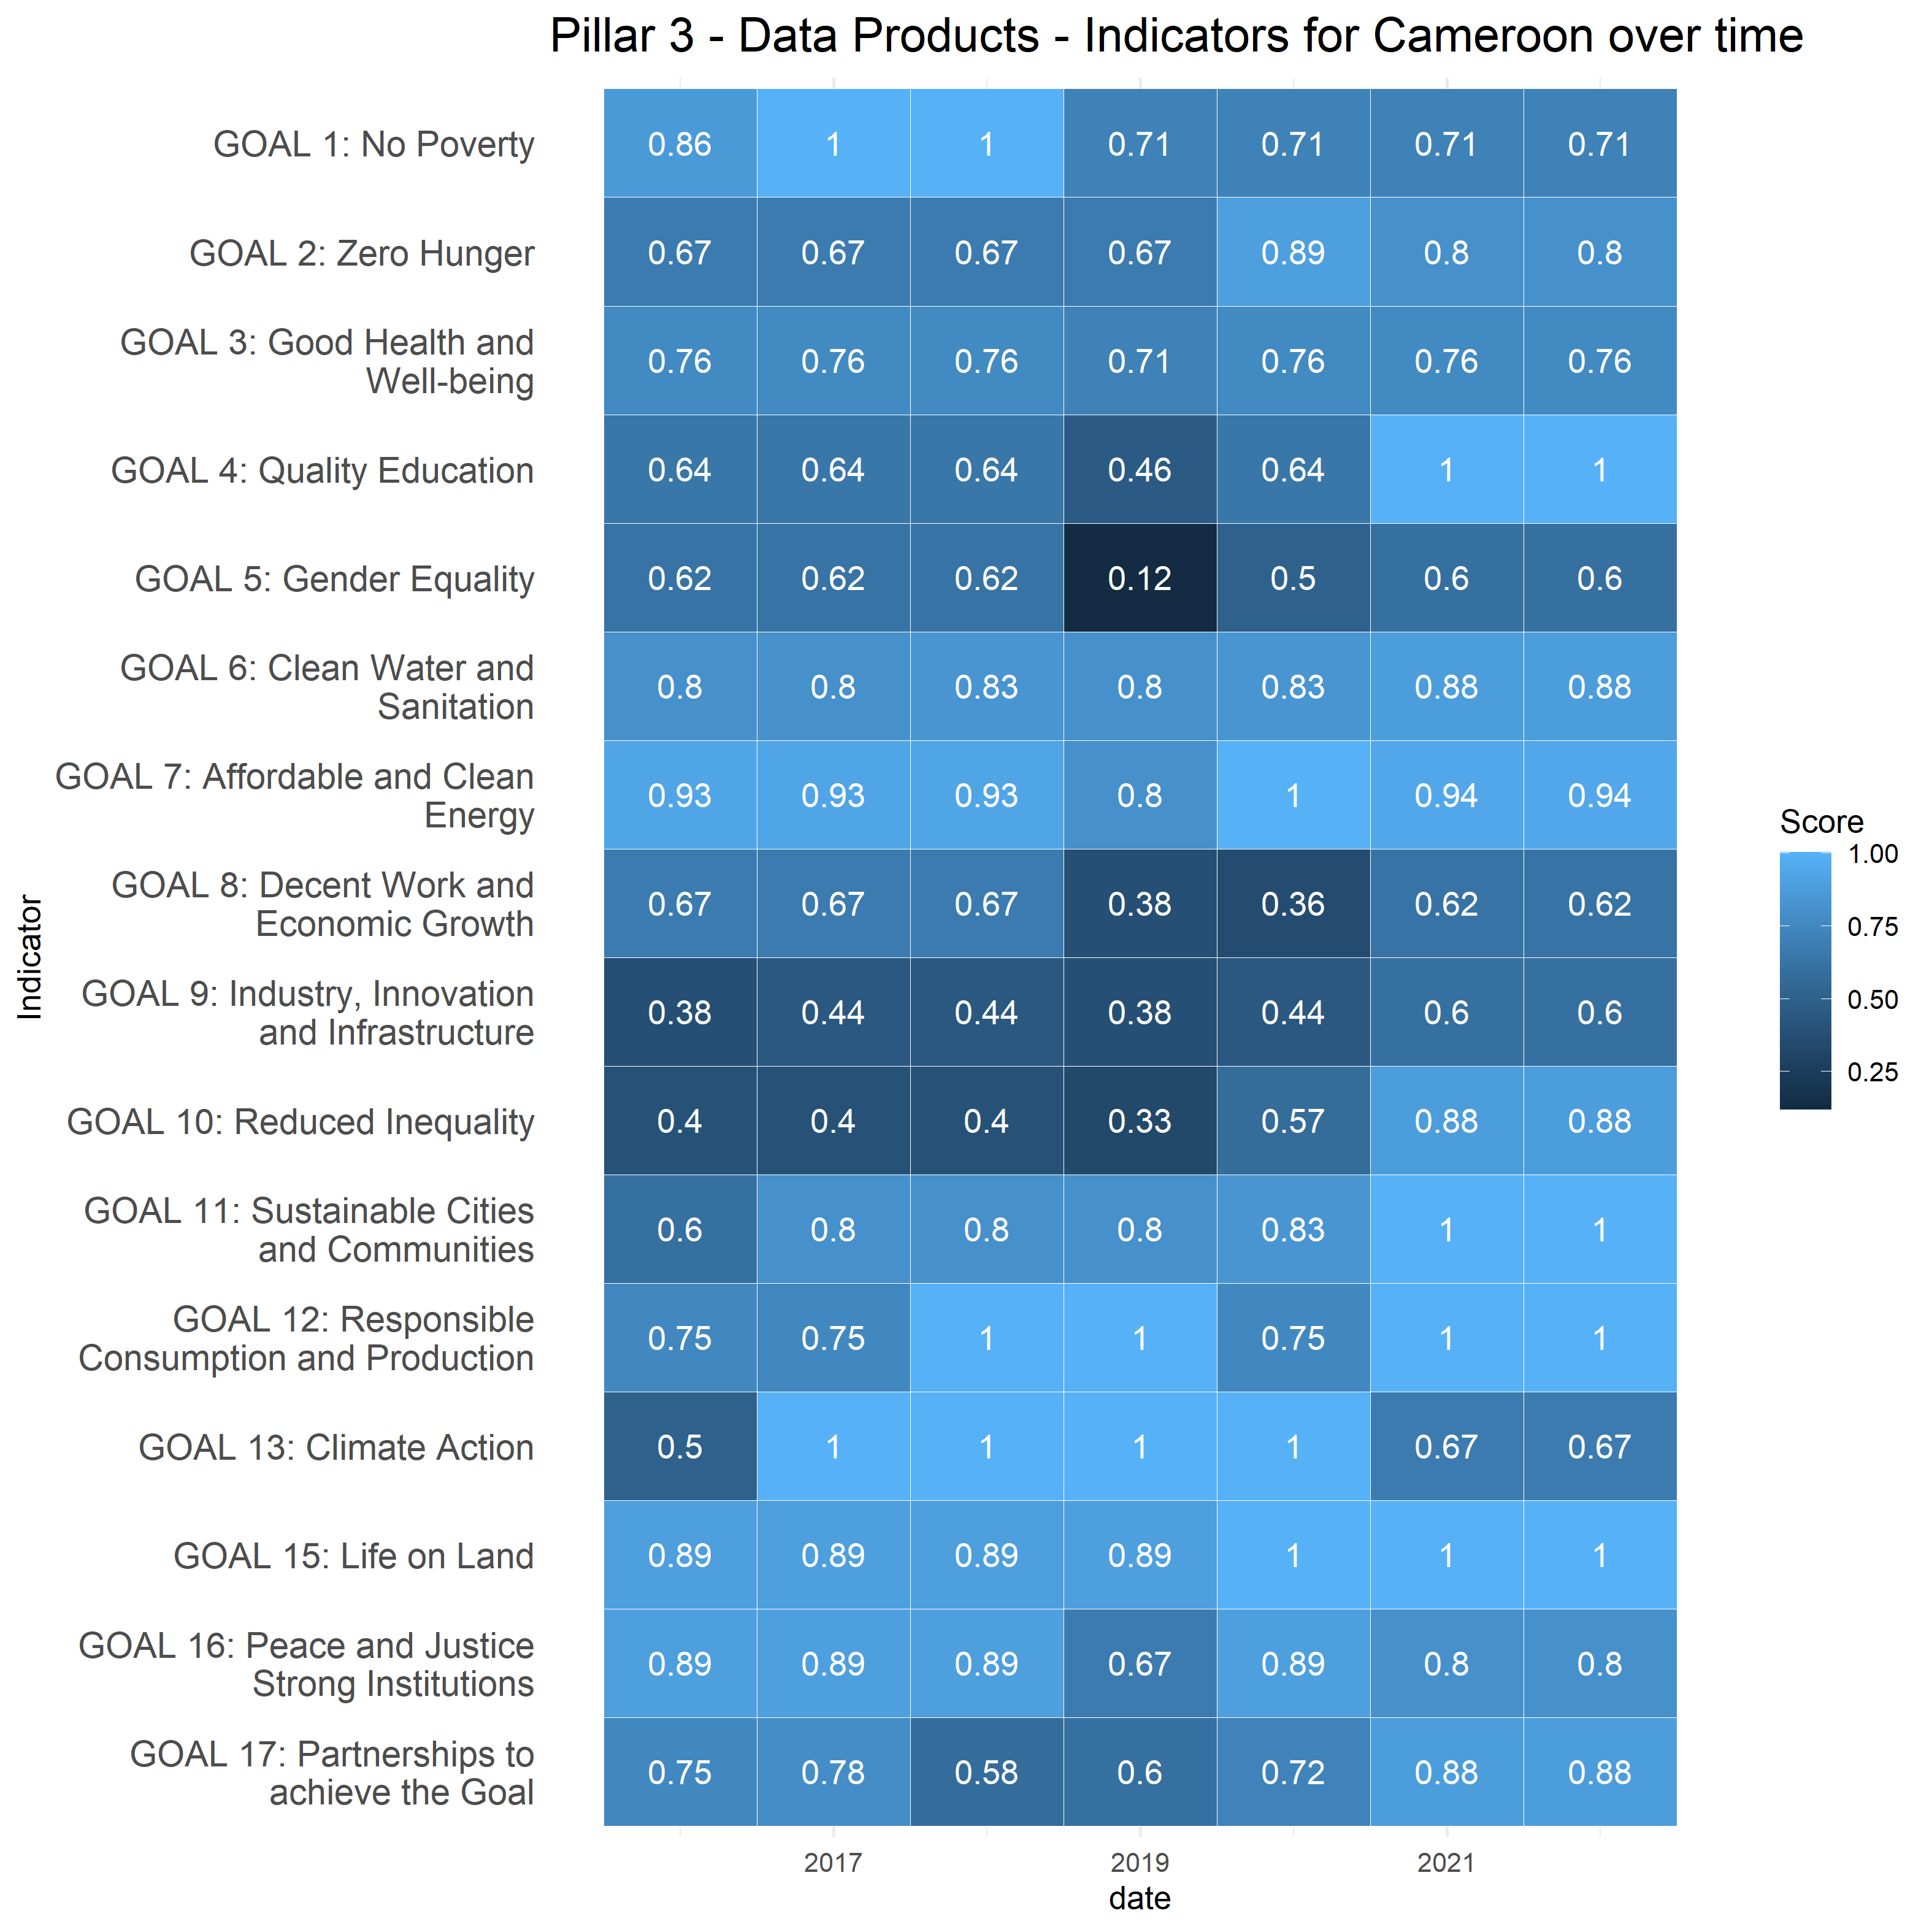 Pillar 3 - Data Products - Indicators for Cameroon over time
GOAL 1: No Poverty
0.86 1 1 0.71 0.71 0.71 0.71
GOAL 2: Zero Hunger
0.67 0.67 0.67 0.67 0.89 0.8 0.8
GOAL 3: Good Health and
Well-being
0.76 0.76 0.76 0.71 0.76 0.76 0.76
GOAL 4: Quality Education
0.64 0.64 0.64 0.46 0.64 1 1
GOAL 5: Gender Equality
0.62 0.62 0.62 0.12 0.5 0.6 0.6
GOAL 6: Clean Water and
Sanitation
0.8 0.8 0.83 0.8 0.83 0.88 0.88
GOAL 7: Affordable and Clean
Energy
0.93 0.93 0.93 0.8 1 0.94 0.94
GOAL 8: Decent Work and
Economic Growth
0.67 0.67 0.67 0.38 0.36 0.62 0.62
GOAL 9: Industry, Innovation
and Infrastructure
0.38 0.44 0.44 0.38 0.44 0.6 0.6
GOAL 10: Reduced Inequality
0.4 0.4 0.4 0.33 0.57 0.88 0.88
GOAL 11: Sustainable Cities
and Communities
0.6 0.8 0.8 0.8 0.83 1 1
GOAL 12: Responsible
Consumption and Production
0.75 0.75 1 1 0.75 1 1
GOAL 13: Climate Action
0.5 1 1 1 1 0.67 0.67
GOAL 15: Life on Land
0.89 0.89 0.89 0.89 1 1 1
GOAL 16: Peace and Justice
Strong Institutions
0.89 0.89 0.89 0.67 0.89 0.8 0.8
GOAL 17: Partnerships to
achieve the Goal
0.75 0.78 0.58 0.6 0.72 0.88 0.88
2017 2019 2021
date
Indicator
Score
1.00
0.75
0.50
0.25